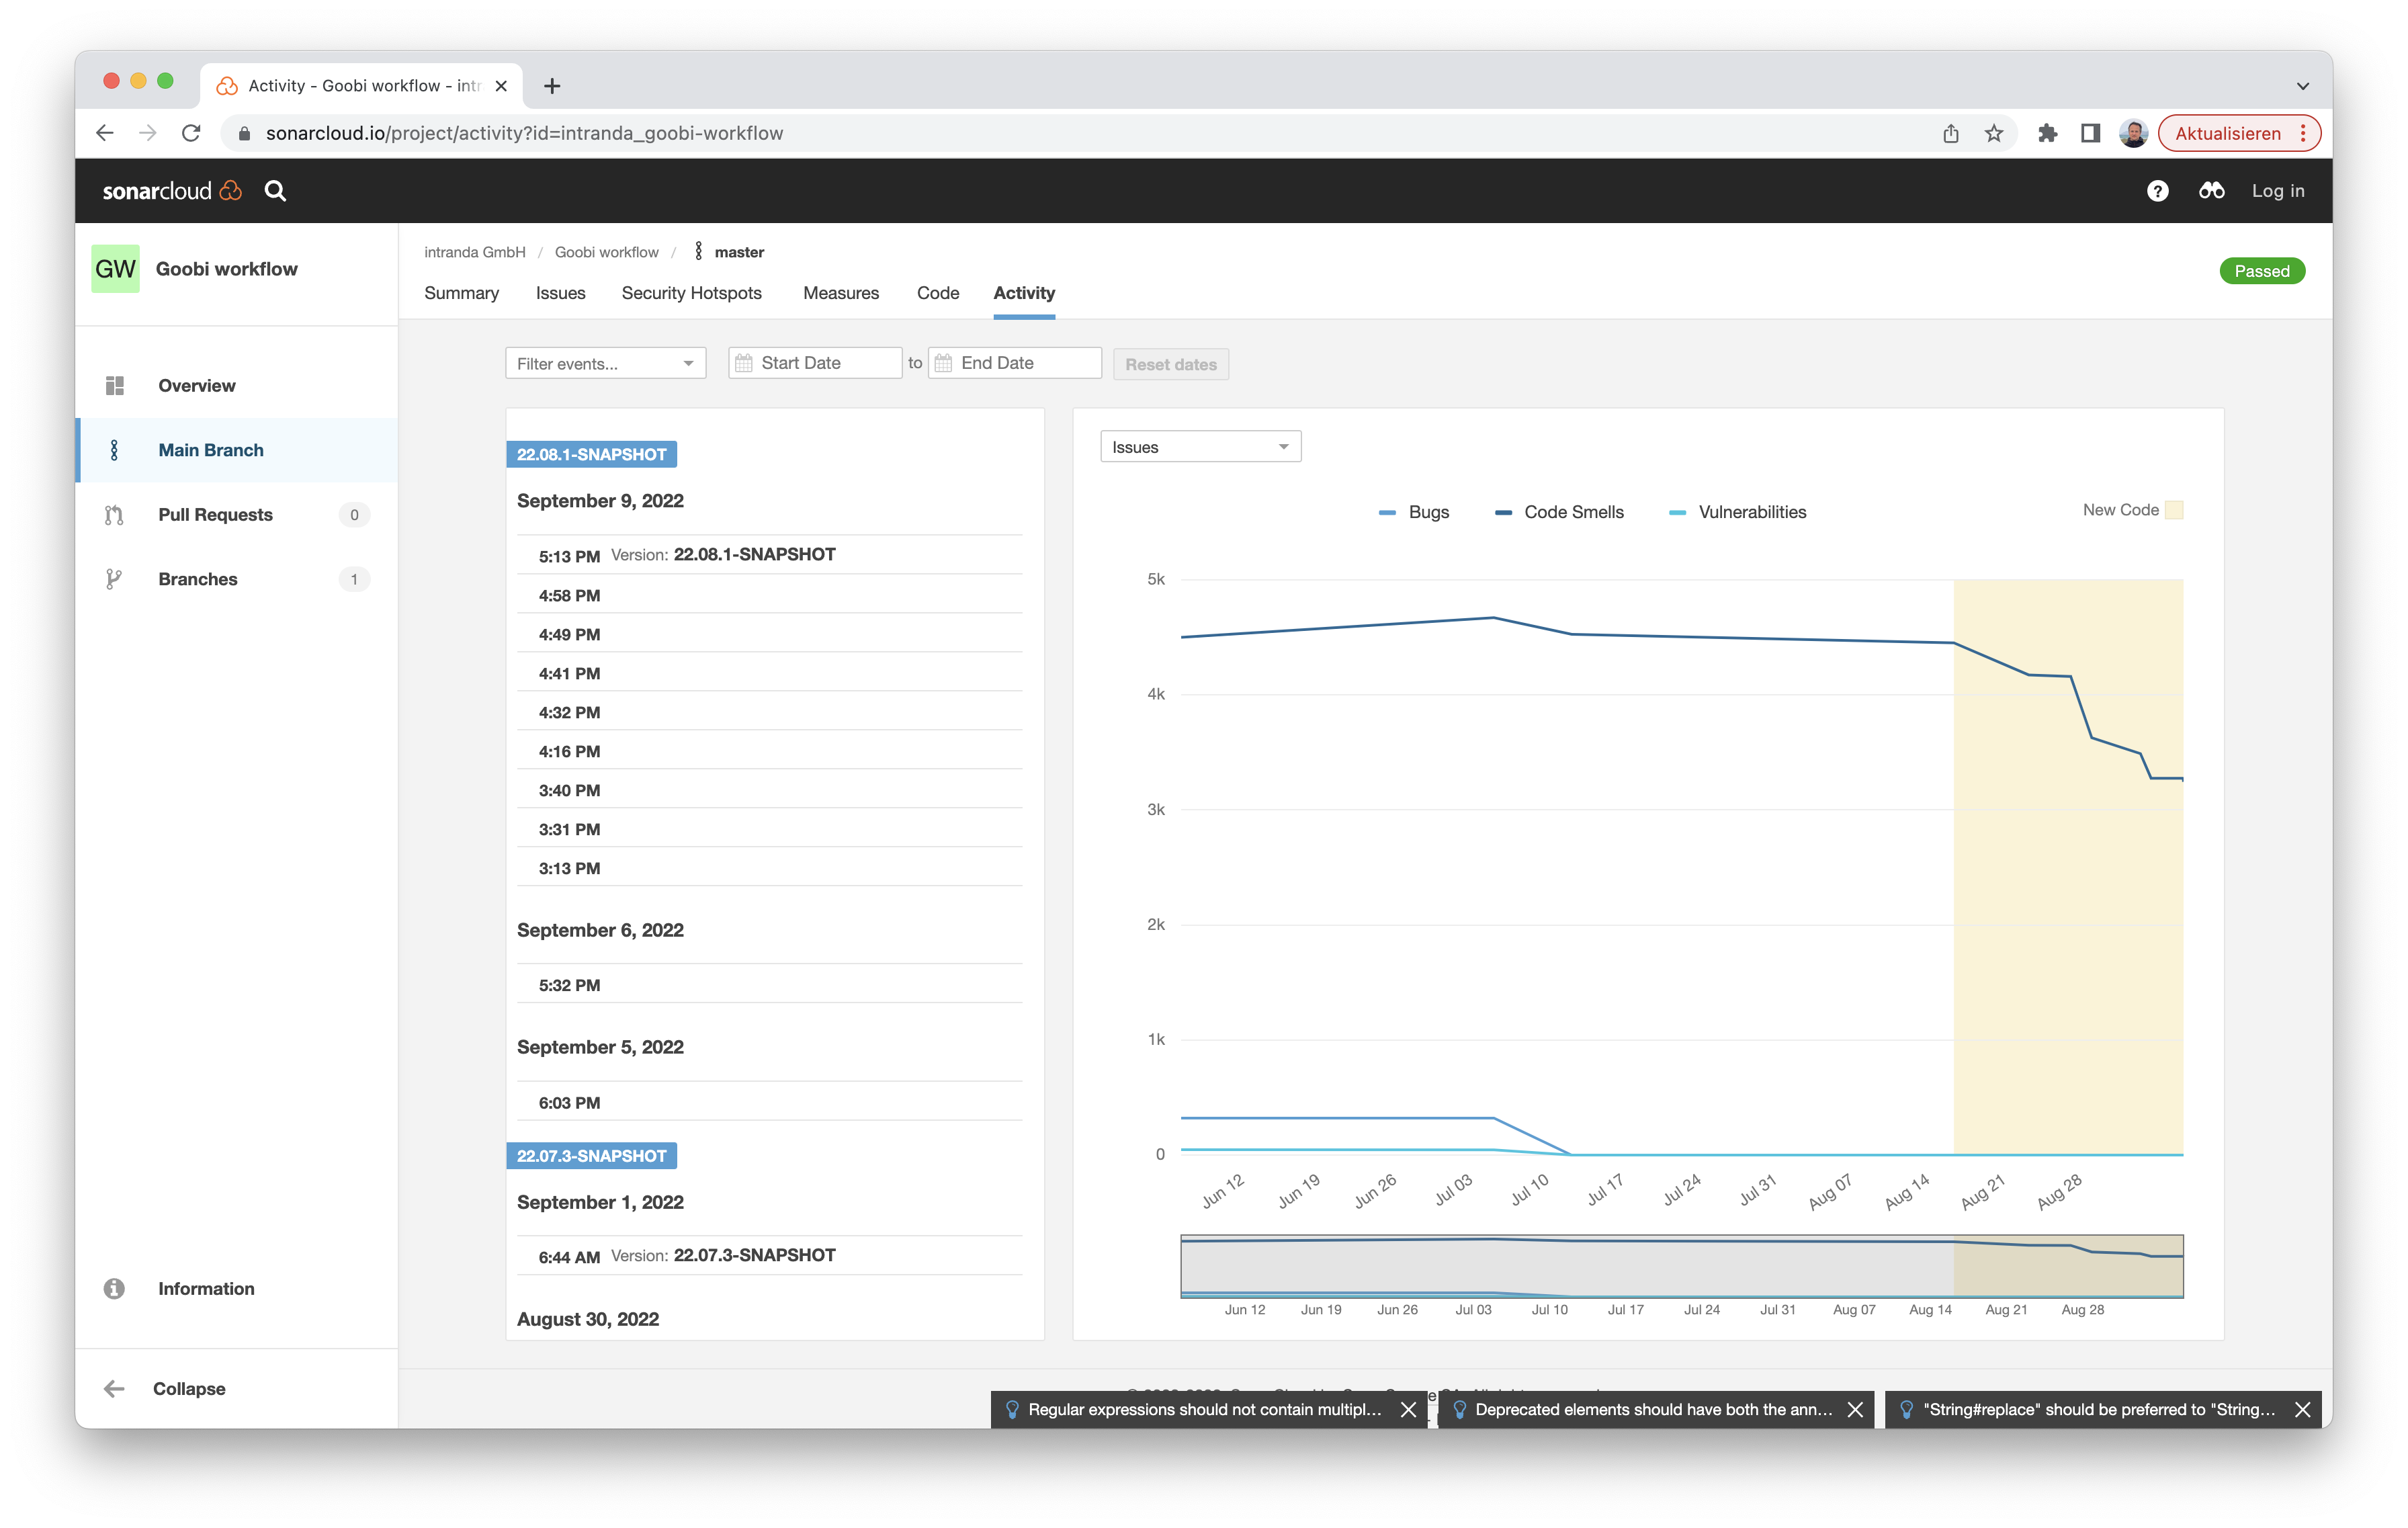 Activity - Goobi workflow - intr
sonarcloud.io/project/activity?id=intranda_goobi-workflow
Aktualisieren
sonarcloud
Log in
GW Goobi workflow
Overview
Main Branch
Pull Requests 0
Branches 1
Information
Collapse
intranda GmbH / Goobi workflow / master
Passed
Summary Issues Security Hotspots Measures Code Activity
Filter events... Start Date to End Date Reset dates
22.08.1-SNAPSHOT
September 9, 2022
5:13 PM Version: 22.08.1-SNAPSHOT
4:58 PM
4:49 PM
4:41 PM
4:32 PM
4:16 PM
3:40 PM
3:31 PM
3:13 PM
September 6, 2022
5:32 PM
September 5, 2022
6:03 PM
22.07.3-SNAPSHOT
September 1, 2022
6:44 AM Version: 22.07.3-SNAPSHOT
August 30, 2022
Issues
Bugs Code Smells Vulnerabilities
New Code
5k
4k
3k
2k
1k
0
Jun 12 Jun 19 Jun 26 Jul 03 Jul 10 Jul 17 Jul 24 Jul 31 Aug 07 Aug 14 Aug 21 Aug 28
Jun 12 Jun 19 Jun 26 Jul 03 Jul 10 Jul 17 Jul 24 Jul 31 Aug 07 Aug 14 Aug 21 Aug 28
Regular expressions should not contain multipl...
Deprecated elements should have both the ann...
"String#replace" should be preferred to "String...